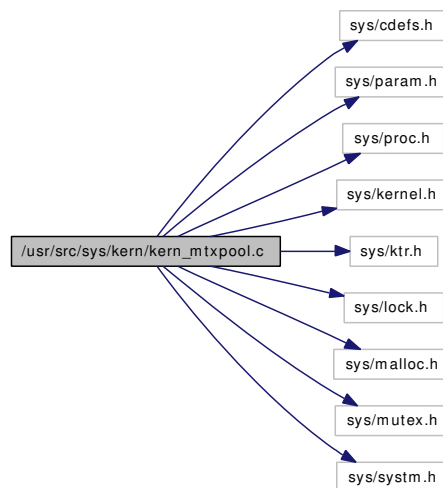 sys/cdefs.h
sys/param.h
sys/proc.h
sys/kernel.h
/usr/src/sys/kern/kern_mtxpool.c
sys/ktr.h
sys/lock.h
sys/malloc.h
sys/mutex.h
sys/systm.h